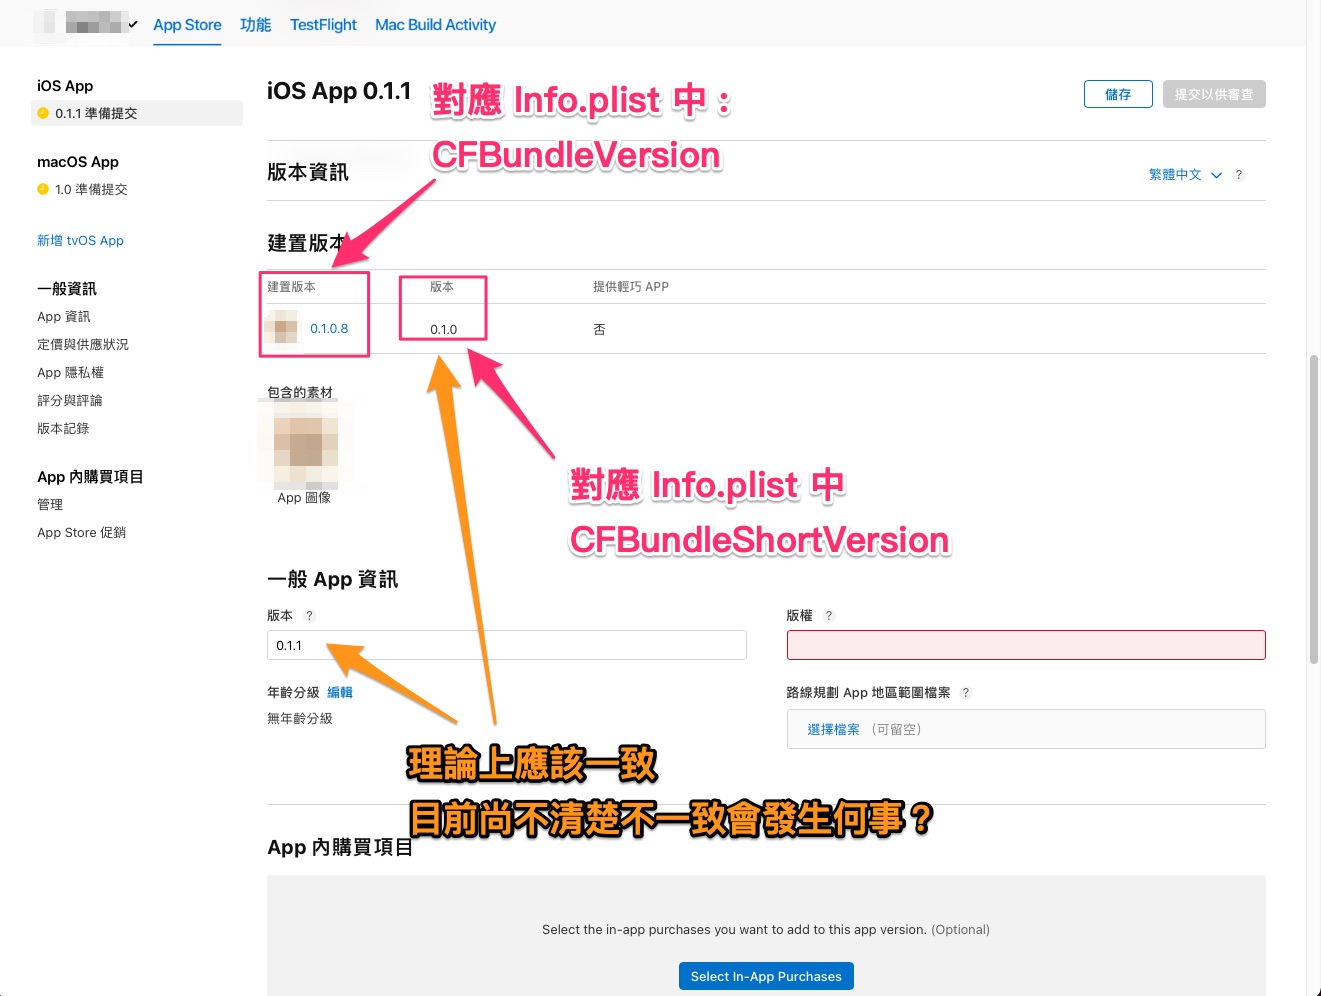 App Store 功能 TestFlight Mac Build Activity
iOS App
0.1.1 準備提交
macOS App
1.0 準備提交
新增 tvOS App
一般資訊
App 資訊
定價與供應狀況
App 隱私權
評分與評論
版本記錄
App 內購買項目
管理
App Store 促銷
iOS App 0.1.1
儲存 提交以供審查
對應 Info.plist 中：
CFBundleVersion
版本資訊
繁體中文 ?
建置版本
建置版本 版本 提供輕巧 APP
0.1.0.8 0.1.0 否
包含的素材
App 圖像
對應 Info.plist 中
CFBundleShortVersion
一般 App 資訊
版本 ? 版權 ?
0.1.1
年齡分級 編輯 路線規劃 App 地區範圍檔案 ?
無年齡分級 選擇檔案 （可留空）
理論上應該一致
目前尚不清楚不一致會發生何事？
App 內購買項目
Select the in-app purchases you want to add to this app version. (Optional)
Select In-App Purchases